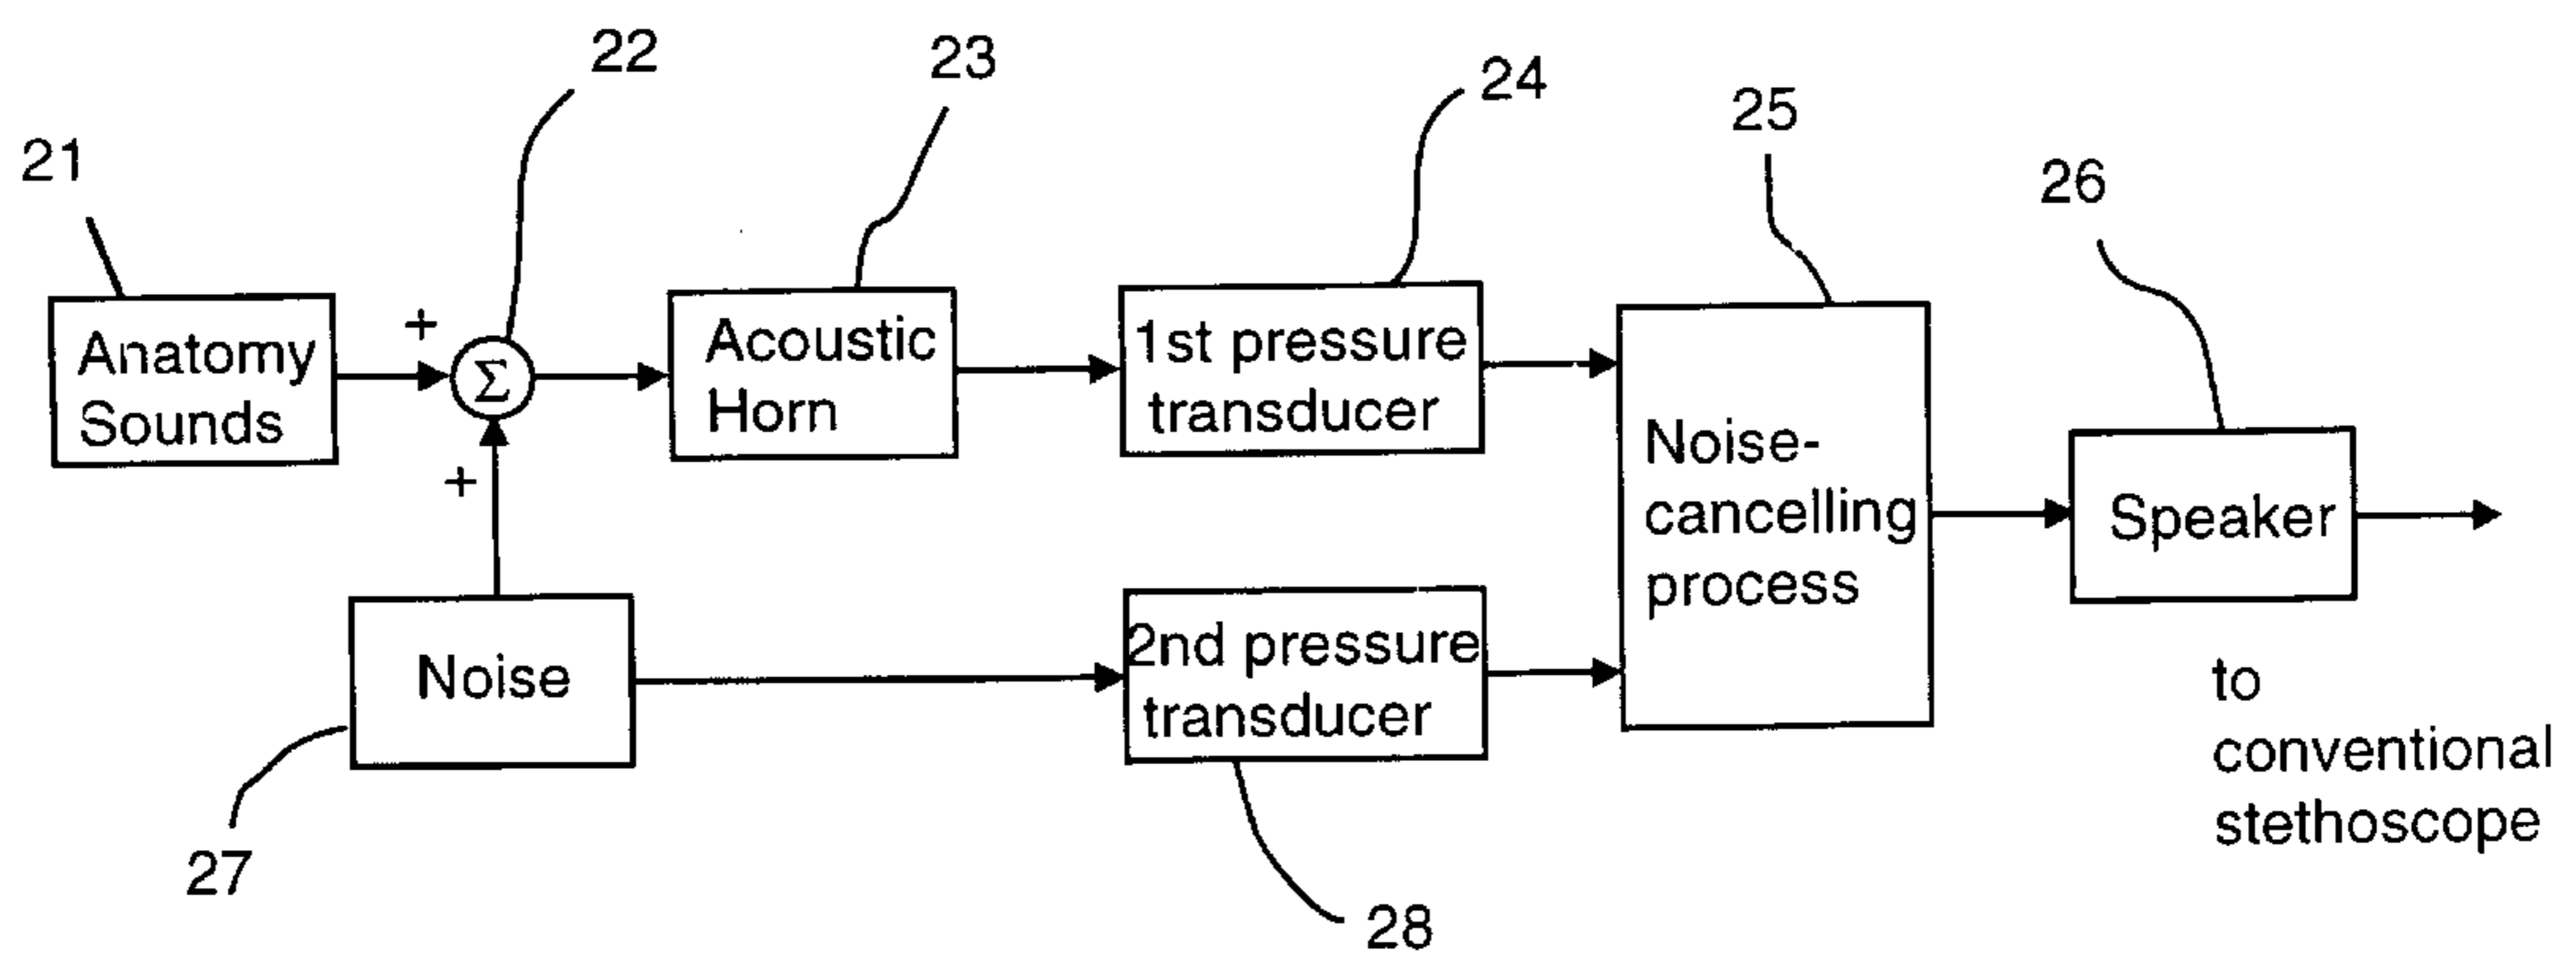 22
23
24
25
21
26
+
Anatomy
Sounds
Σ
Acoustic
Horn
1st pressure
transducer
Noise-
cancelling
process
Speaker
+
Noise
2nd pressure
transducer
to
conventional
stethoscope
27
28